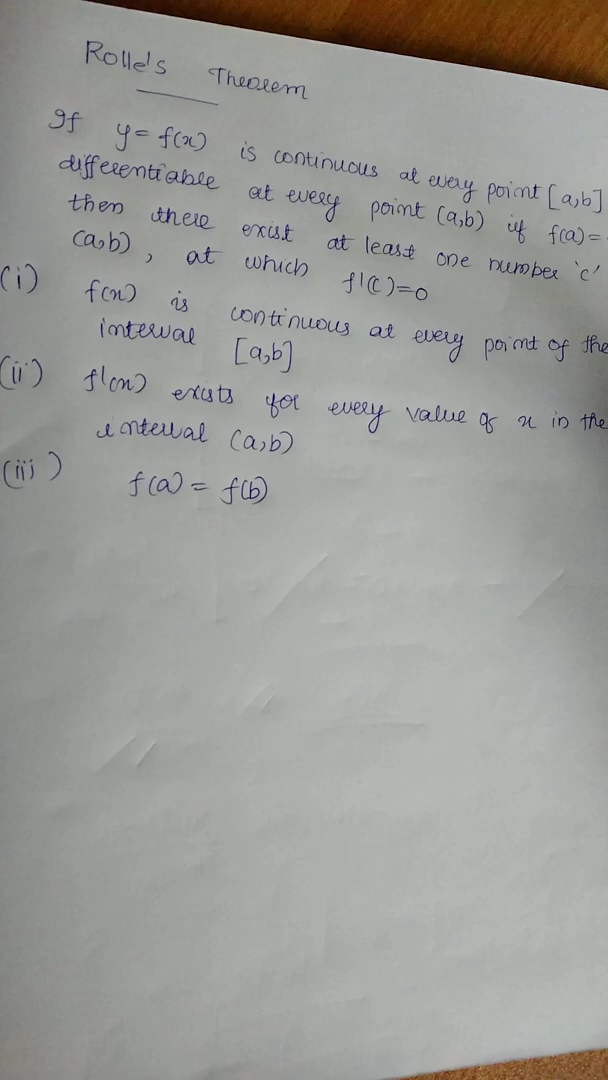 Rolle's Theorem
If y = f(x) is continuous at every point [a,b]
differentiable at every point (a,b) if f(a)=
then there exist at least one number 'c'
(a,b), at which f'(c)=0
(i) f(x) is continuous at every point of the
interval [a,b]
(ii) f'(x) exists for every value of x in the
interval (a,b)
(iii) f(a) = f(b)